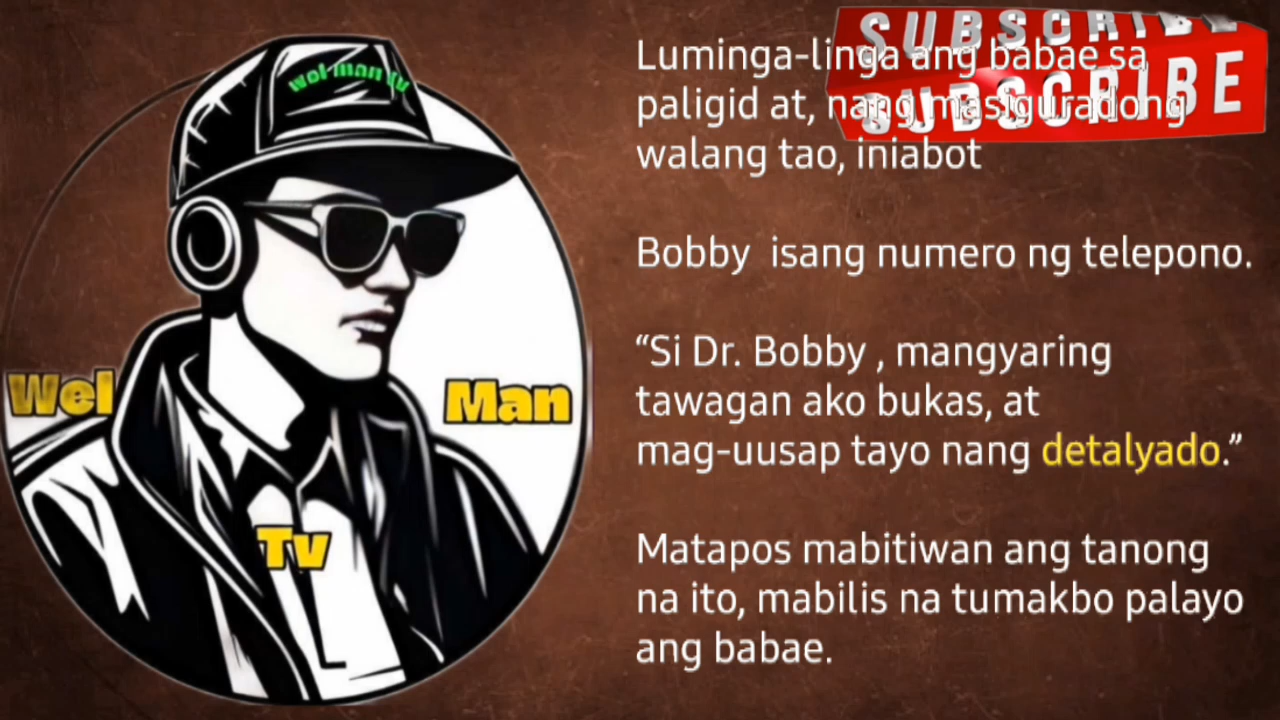 SUBSCRIBE
SUBSCRIBE
Luminga-linga ang babae sa
paligid at, nang masiguradong
walang tao, iniabot
Bobby  isang numero ng telepono.
“Si Dr. Bobby , mangyaring
tawagan ako bukas, at
mag-uusap tayo nang detalyado.”
Matapos mabitiwan ang tanong
na ito, mabilis na tumakbo palayo
ang babae.
wel man tv
Wel
Man
Tv